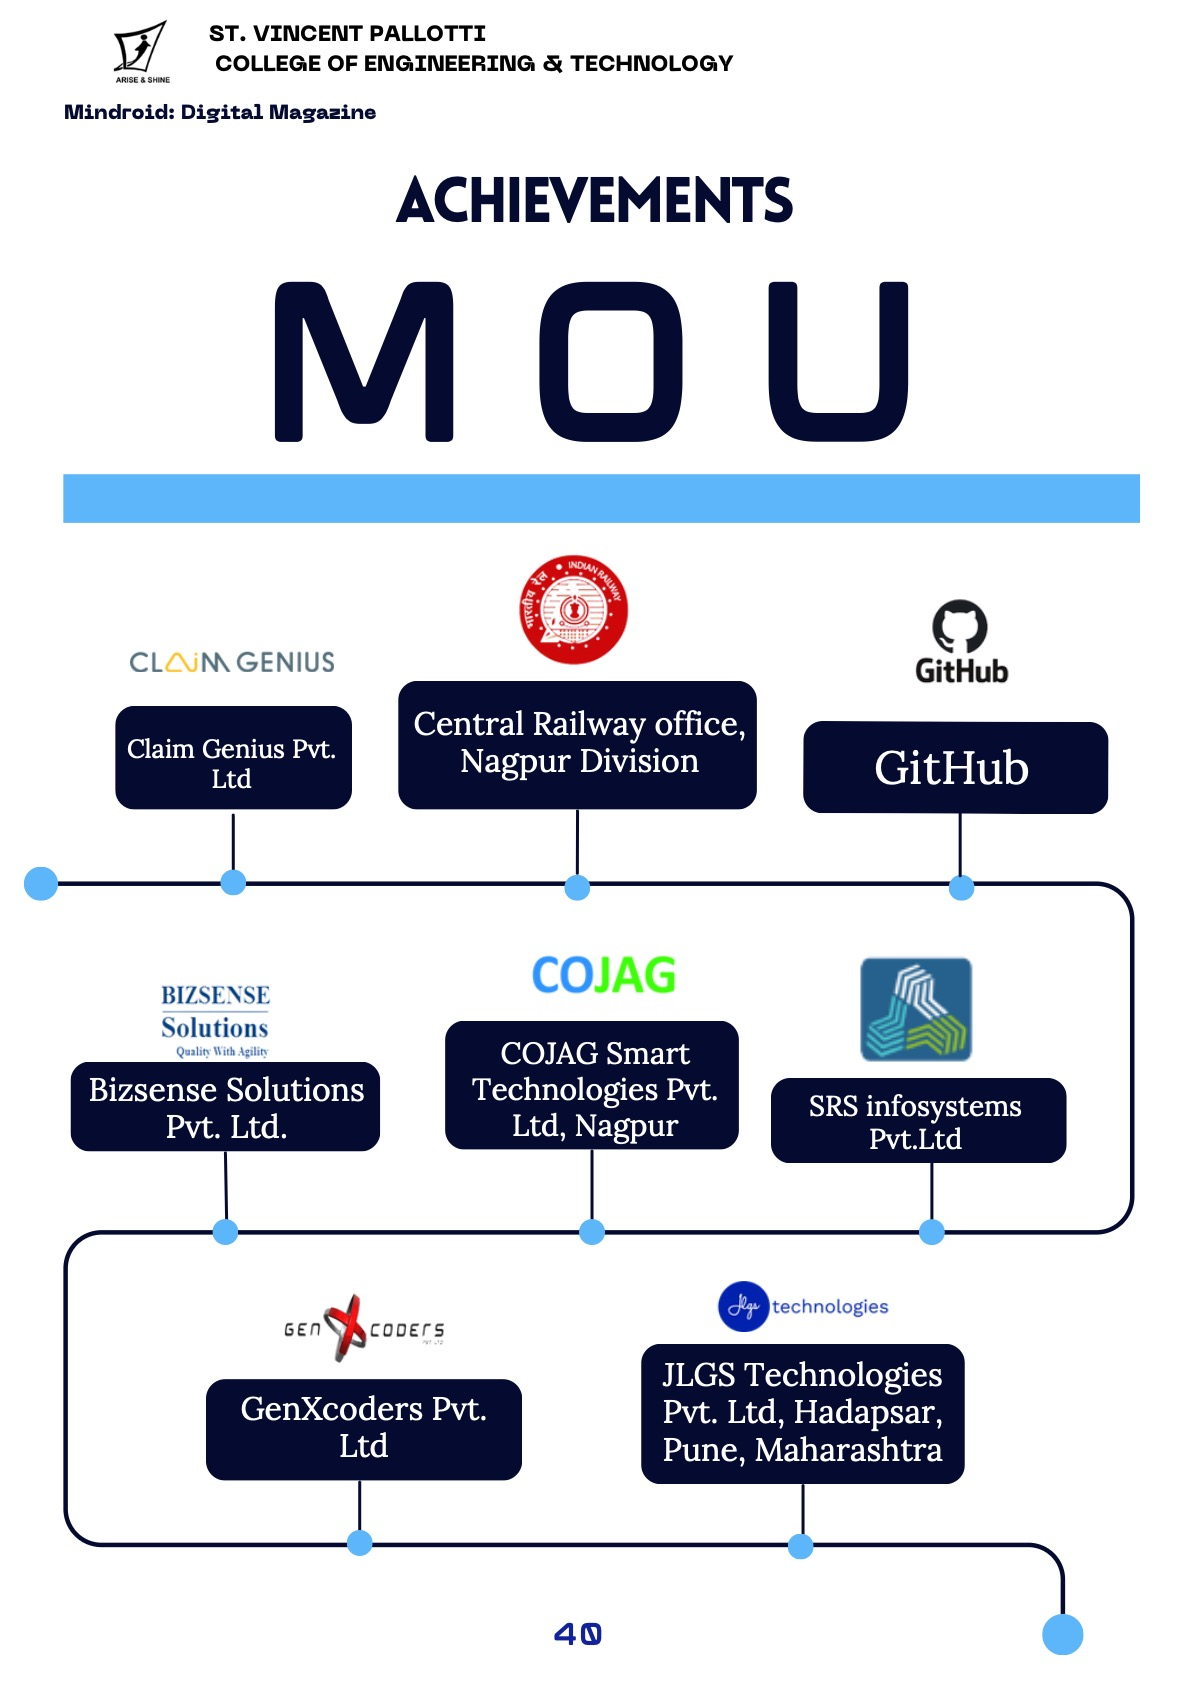 ST. VINCENT PALLOTTI
COLLEGE OF ENGINEERING & TECHNOLOGY
ARISE & SHINE
Mindroid: Digital Magazine
ACHIEVEMENTS
MOU
CLAIM GENIUS
Claim Genius Pvt.
Ltd
भारतीय रेल
INDIAN RAILWAY
Central Railway office,
Nagpur Division
GitHub
GitHub
BIZSENSE
Solutions
Quality With Agility
Bizsense Solutions
Pvt. Ltd.
COJAG
COJAG Smart
Technologies Pvt.
Ltd, Nagpur
SRS infosystems
Pvt.Ltd
GEN X CODERS
PVT. LTD
GenXcoders Pvt.
Ltd
Jlgs technologies
JLGS Technologies
Pvt. Ltd, Hadapsar,
Pune, Maharashtra
40